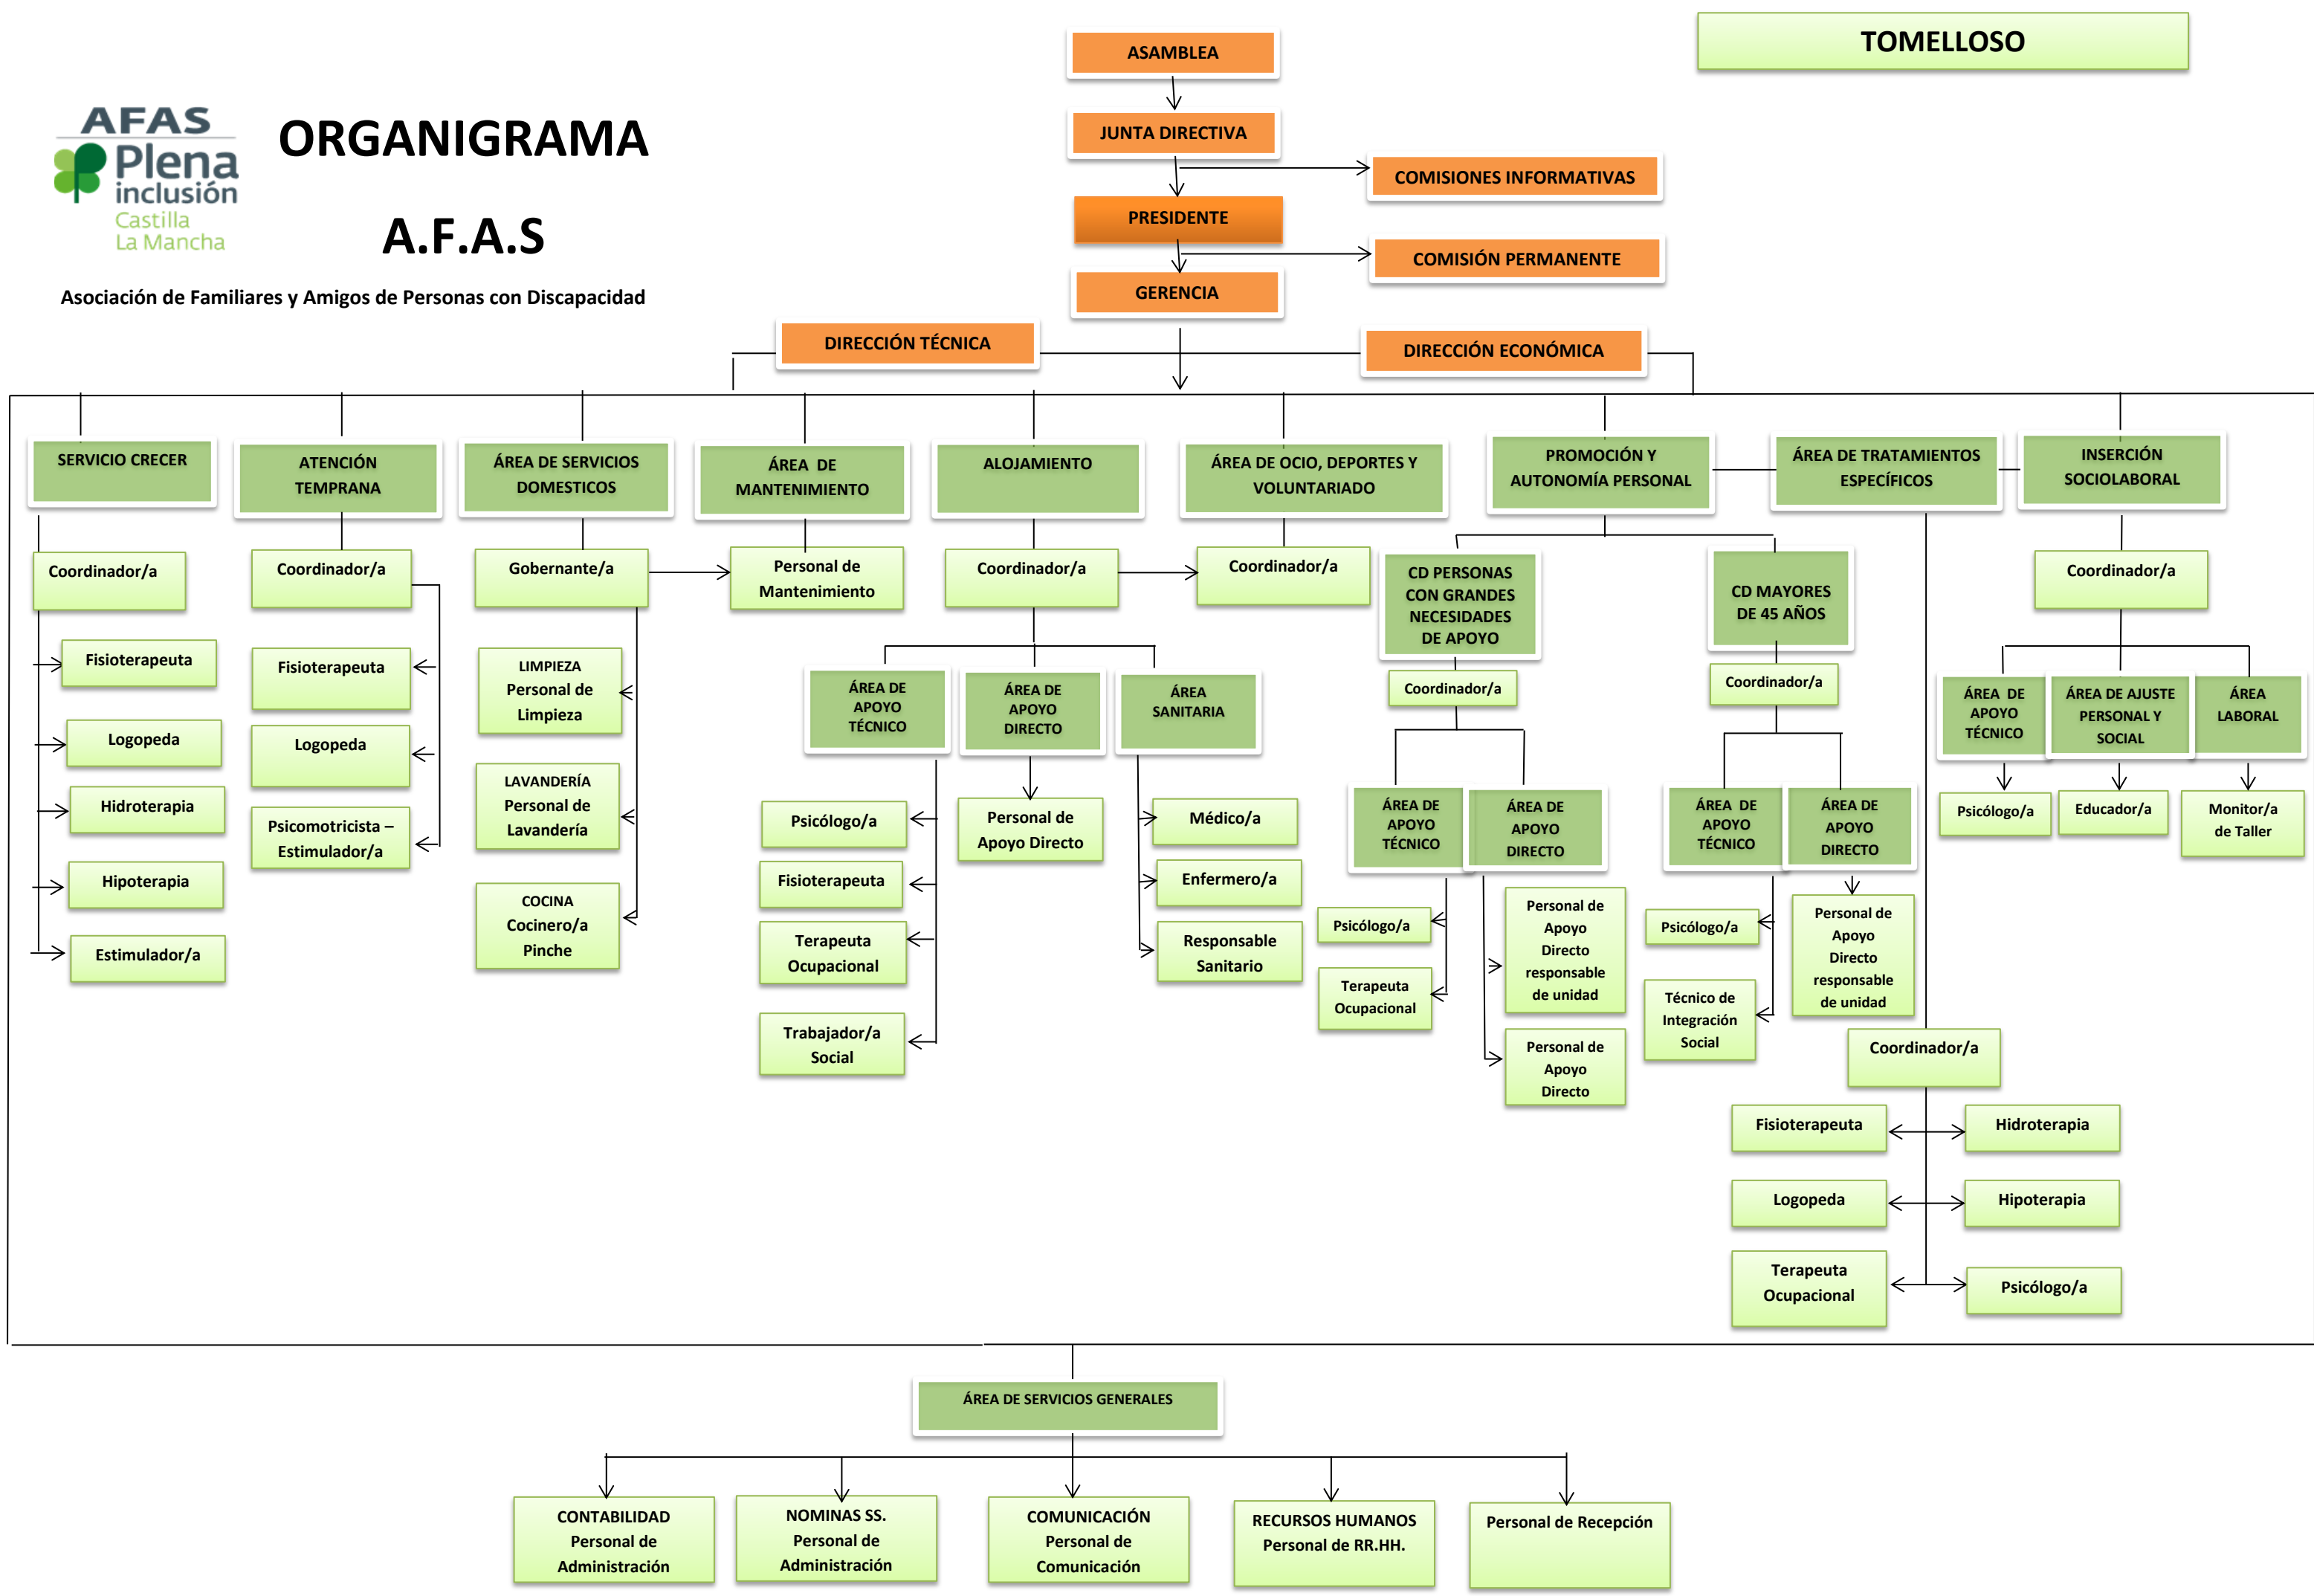 TOMELLOSO
AFAS
Plena
inclusión
Castilla
La Mancha
ORGANIGRAMA
A.F.A.S
Asociación de Familiares y Amigos de Personas con Discapacidad
ASAMBLEA
JUNTA DIRECTIVA
COMISIONES INFORMATIVAS
PRESIDENTE
COMISIÓN PERMANENTE
GERENCIA
DIRECCIÓN TÉCNICA
DIRECCIÓN ECONÓMICA
SERVICIO CRECER
ATENCIÓN
TEMPRANA
ÁREA DE SERVICIOS
DOMESTICOS
ÁREA DE
MANTENIMIENTO
ALOJAMIENTO
ÁREA DE OCIO, DEPORTES Y
VOLUNTARIADO
PROMOCIÓN Y
AUTONOMÍA PERSONAL
ÁREA DE TRATAMIENTOS
ESPECÍFICOS
INSERCIÓN
SOCIOLABORAL
Coordinador/a
Fisioterapeuta
Logopeda
Hidroterapia
Hipoterapia
Estimulador/a
Coordinador/a
Fisioterapeuta
Logopeda
Psicomotricista –
Estimulador/a
Gobernante/a
LIMPIEZA
Personal de
Limpieza
LAVANDERÍA
Personal de
Lavandería
COCINA
Cocinero/a
Pinche
Personal de
Mantenimiento
Coordinador/a
ÁREA DE
APOYO
TÉCNICO
Psicólogo/a
Fisioterapeuta
Terapeuta
Ocupacional
Trabajador/a
Social
ÁREA DE
APOYO
DIRECTO
Personal de
Apoyo Directo
ÁREA
SANITARIA
Médico/a
Enfermero/a
Responsable
Sanitario
Coordinador/a
CD PERSONAS
CON GRANDES
NECESIDADES
DE APOYO
Coordinador/a
ÁREA DE
APOYO
TÉCNICO
Psicólogo/a
Terapeuta
Ocupacional
ÁREA DE
APOYO
DIRECTO
Personal de
Apoyo
Directo
responsable
de unidad
Personal de
Apoyo
Directo
CD MAYORES
DE 45 AÑOS
Coordinador/a
ÁREA DE
APOYO
TÉCNICO
Psicólogo/a
Técnico de
Integración
Social
ÁREA DE
APOYO
DIRECTO
Personal de
Apoyo
Directo
responsable
de unidad
Coordinador/a
Fisioterapeuta
Hidroterapia
Logopeda
Hipoterapia
Terapeuta
Ocupacional
Psicólogo/a
Coordinador/a
ÁREA DE
APOYO
TÉCNICO
Psicólogo/a
ÁREA DE AJUSTE
PERSONAL Y
SOCIAL
Educador/a
ÁREA
LABORAL
Monitor/a
de Taller
ÁREA DE SERVICIOS GENERALES
CONTABILIDAD
Personal de
Administración
NOMINAS SS.
Personal de
Administración
COMUNICACIÓN
Personal de
Comunicación
RECURSOS HUMANOS
Personal de RR.HH.
Personal de Recepción